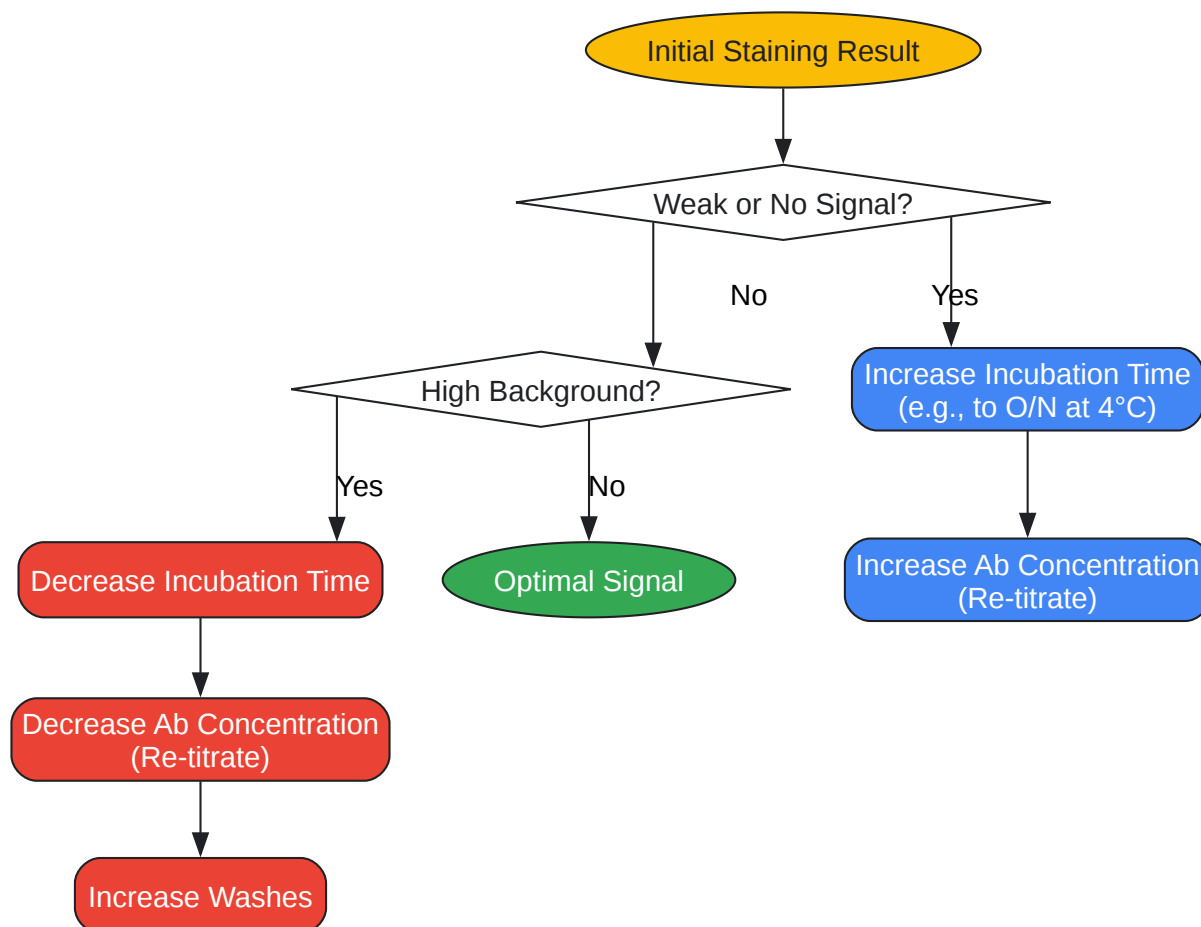 Initial Staining Result
Weak or No Signal?
No
Yes
High Background?
Increase Incubation Time
(e.g., to O/N at 4°C)
Yes
No
Decrease Incubation Time
Optimal Signal
Increase Ab Concentration
(Re-titrate)
Decrease Ab Concentration
(Re-titrate)
Increase Washes